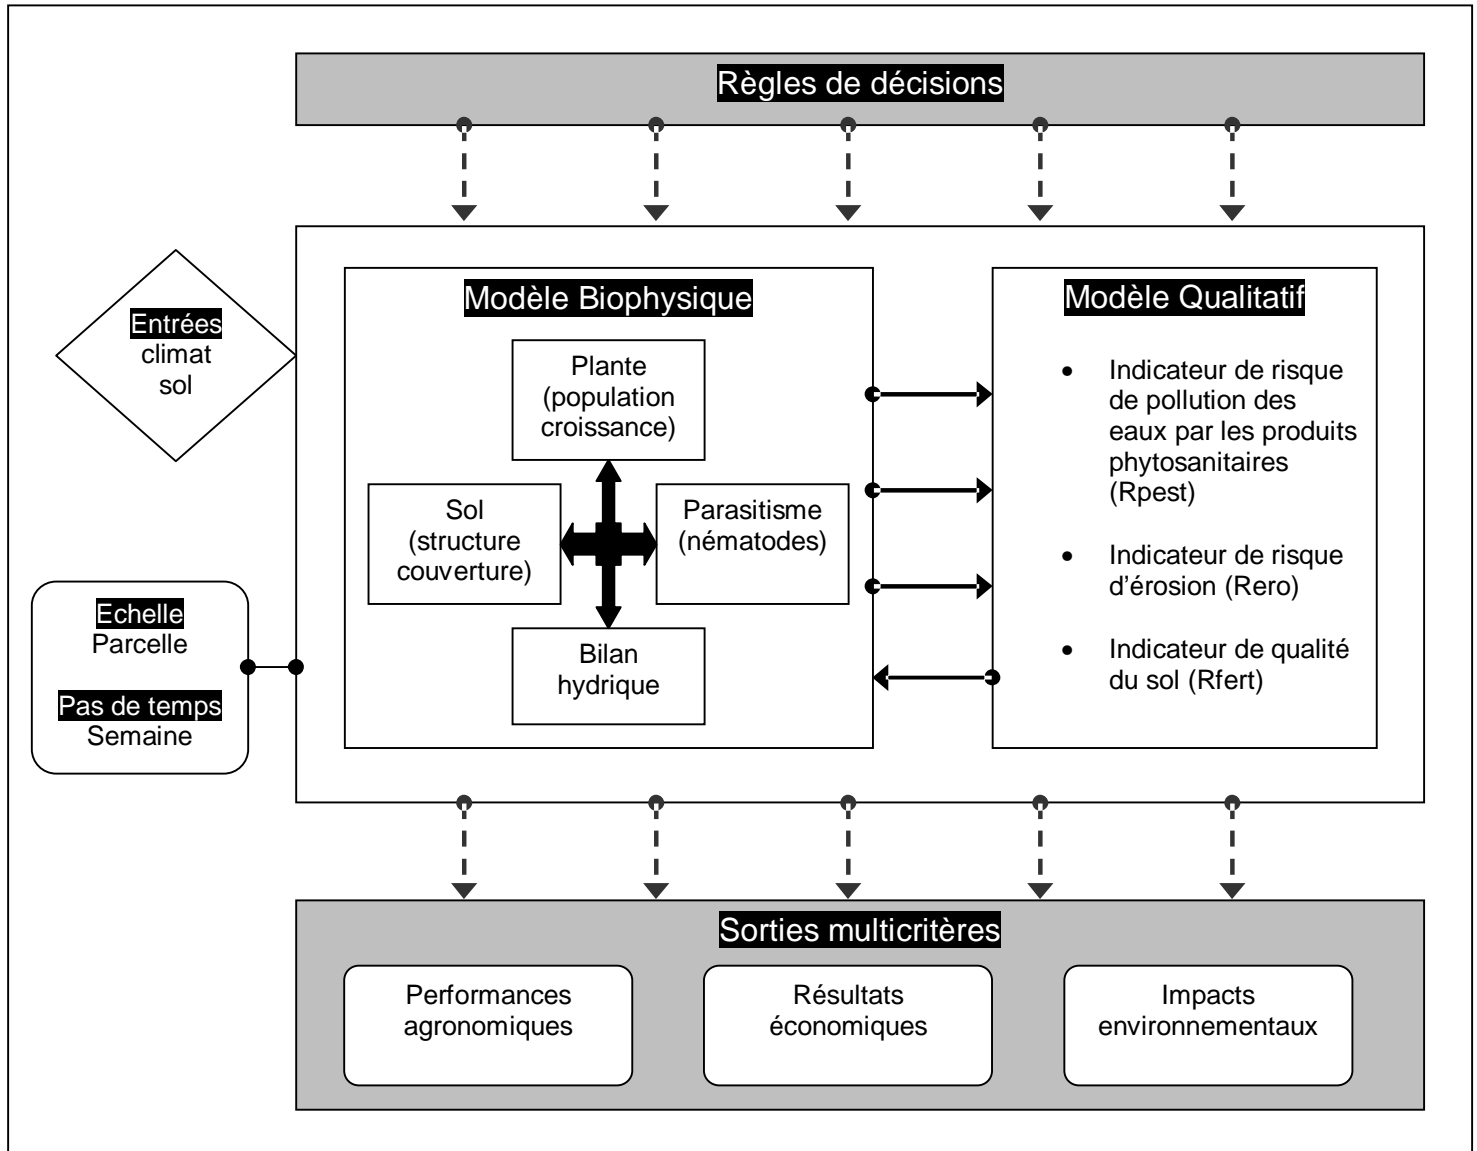 Règles de décisions
Entrées
climat
sol
Echelle
Parcelle
Pas de temps
Semaine
Modèle Biophysique
Plante
(population
croissance)
Sol
(structure
couverture)
Parasitisme
(nématodes)
Bilan
hydrique
Modèle Qualitatif
• Indicateur de risque
de pollution des
eaux par les produits
phytosanitaires
(Rpest)
• Indicateur de risque
d’érosion (Rero)
• Indicateur de qualité
du sol (Rfert)
Sorties multicritères
Performances
agronomiques
Résultats
économiques
Impacts
environnementaux